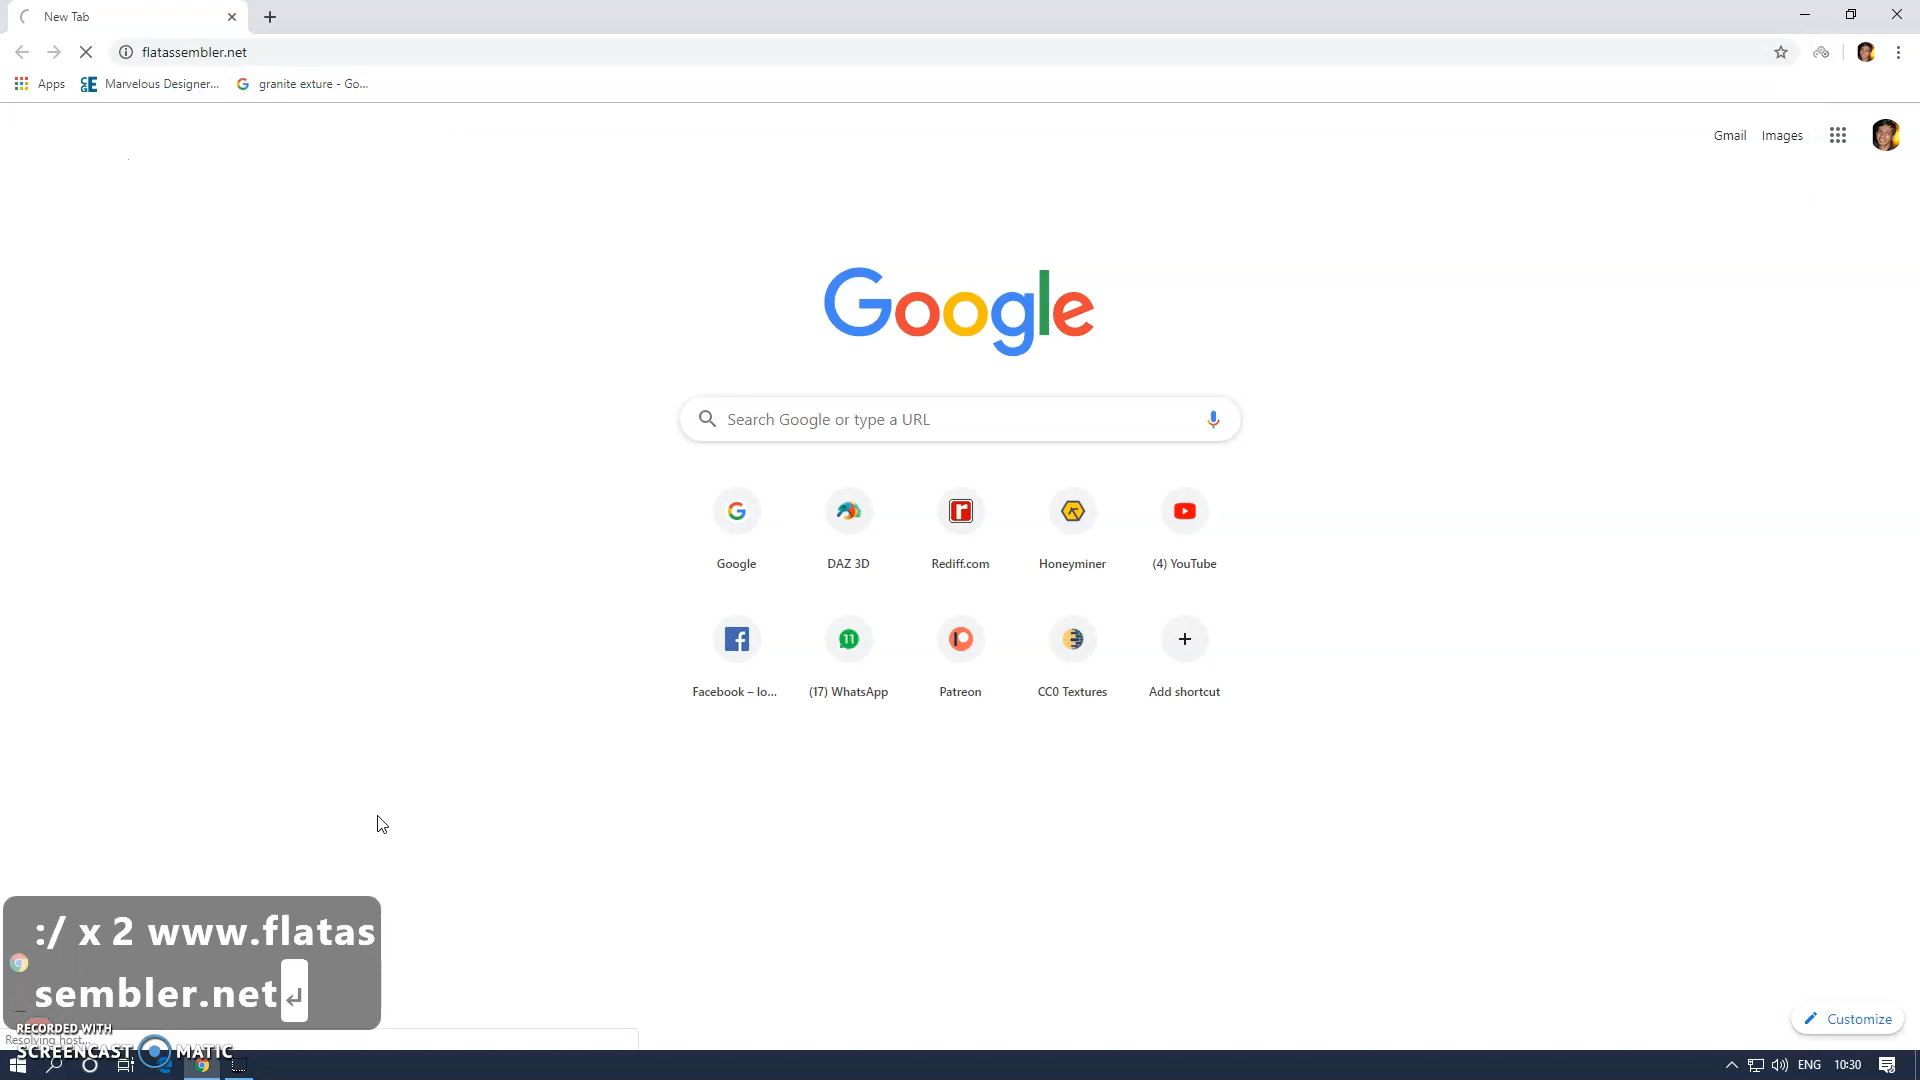 New Tab
flatassembler.net
Apps
Marvelous Designer...
granite exture - Go...
Gmail
Images
Google
Search Google or type a URL
Google
DAZ 3D
Rediff.com
Honeyminer
(4) YouTube
Facebook – lo...
(17) WhatsApp
Patreon
CC0 Textures
Add shortcut
:/ x 2 www.flatas
sembler.net↵
RECORDED WITH
Resolving host...
SCREENCAST MATIC
Customize
ENG
10:30